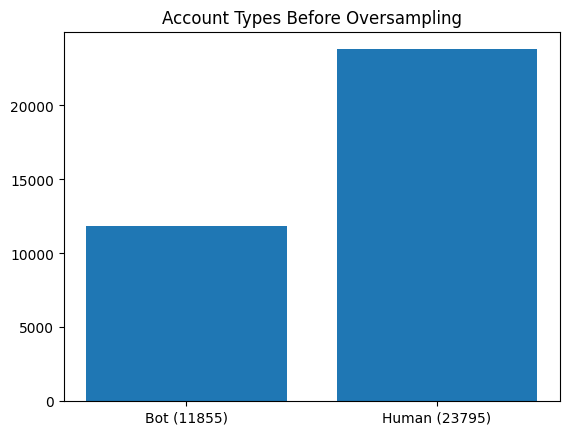 Account Types Before Oversampling
20000
15000
10000
5000
0
Bot (11855)
Human (23795)